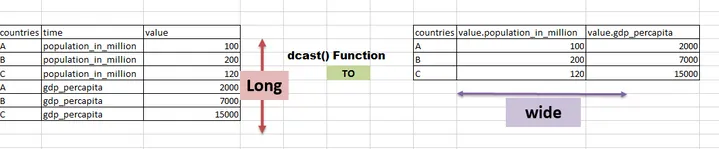 countries time value
A population_in_million 100
B population_in_million 200
C population_in_million 120
A gdp_percapita 2000
B gdp_percapita 7000
C gdp_percapita 15000
Long
dcast() Function
TO
countries value.population_in_million value.gdp_percapita
A 100 2000
B 200 7000
C 120 15000
wide